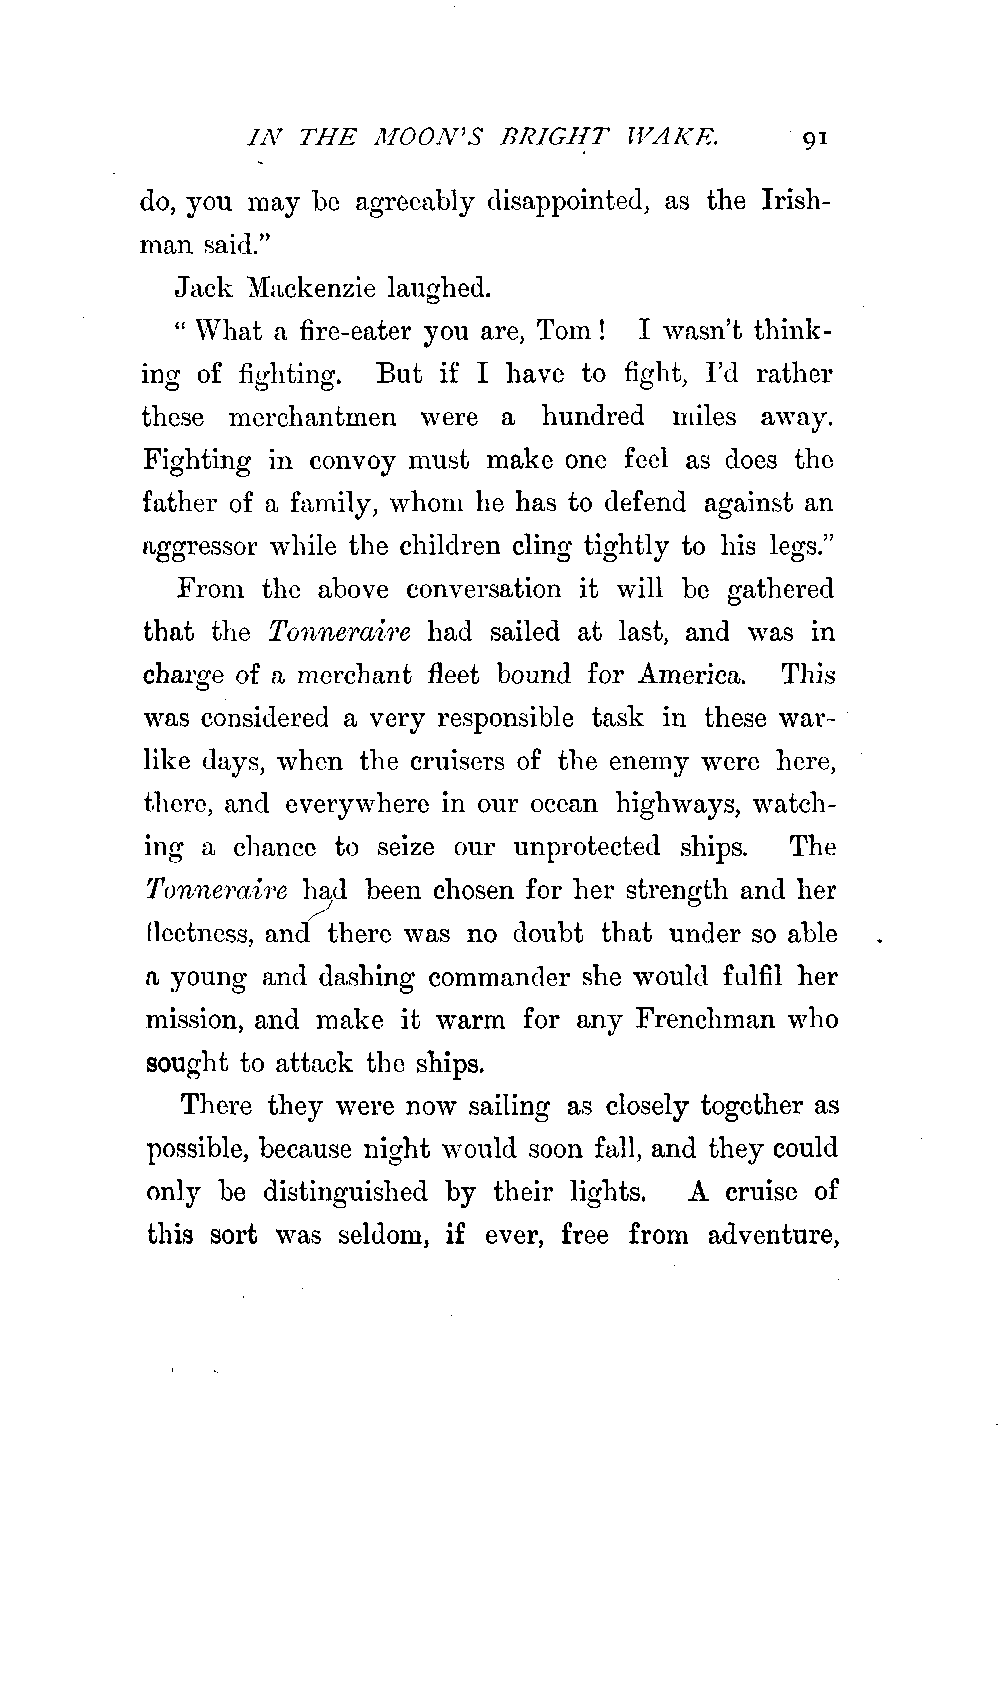 IN THE MOON'S BRIGHT WAKE. 91
do, you may be agreeably disappointed, as the Irish-
man said."
Jack Mackenzie laughed.
"What a fire-eater you are, Tom! I wasn't think-
ing of fighting. But if I have to fight, I'd rather
these merchantmen were a hundred miles away.
Fighting in convoy must make one feel as does the
father of a family, whom he has to defend against an
aggressor while the children cling tightly to his legs."
From the above conversation it will be gathered
that the Tonneraire had sailed at last, and was in
charge of a merchant fleet bound for America. This
was considered a very responsible task in these war-
like days, when the cruisers of the enemy were here,
there, and everywhere in our ocean highways, watch-
ing a chance to seize our unprotected ships. The
Tonneraire had been chosen for her strength and her
fleetness, and there was no doubt that under so able
a young and dashing commander she would fulfil her
mission, and make it warm for any Frenchman who
sought to attack the ships.
There they were now sailing as closely together as
possible, because night would soon fall, and they could
only be distinguished by their lights. A cruise of
this sort was seldom, if ever, free from adventure,